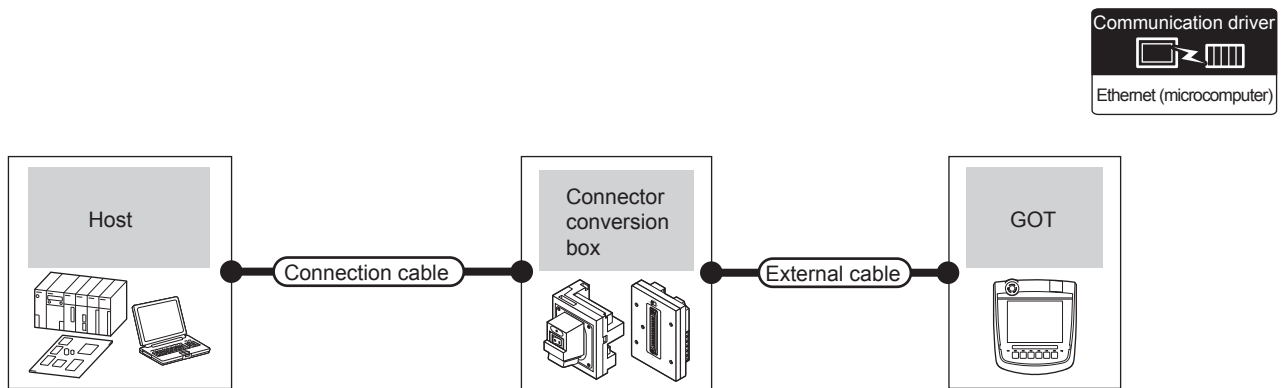 Communication driver
Ethernet (microcomputer)
Host
Connection cable
Connector
conversion
box
External cable
GOT